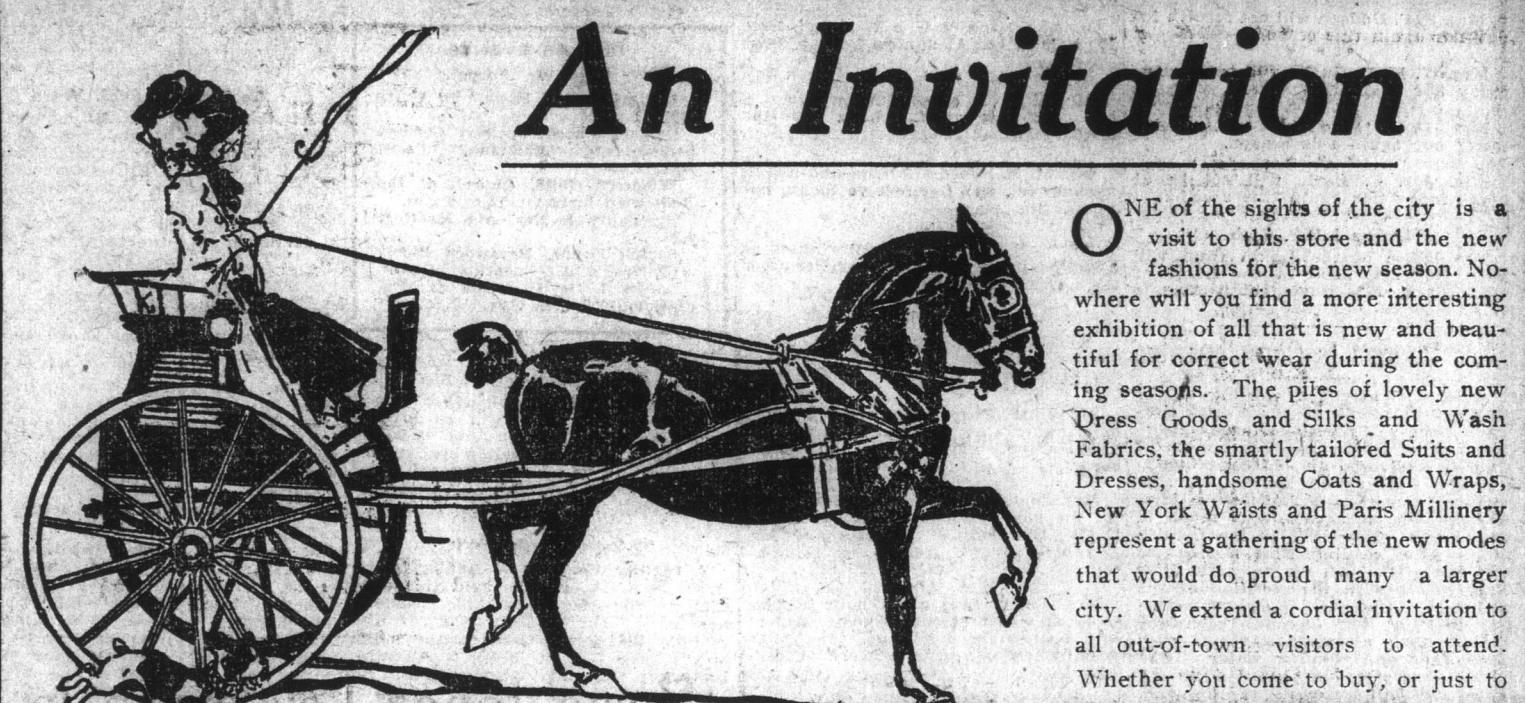 An Invitation
ONE of the sights of the city is a
visit to this store and the new
fashions for the new season. No-
where will you find a more interesting
exhibition of all that is new and beau-
tiful for correct wear during the com-
ing seasons. The piles of lovely new
Dress Goods and Silks and Wash
Fabrics, the smartly tailored Suits and
Dresses, handsome Coats and Wraps,
New York Waists and Paris Millinery
represent a gathering of the new modes
that would do proud many a larger
city. We extend a cordial invitation to
all out-of-town visitors to attend.
Whether you come to buy, or just to